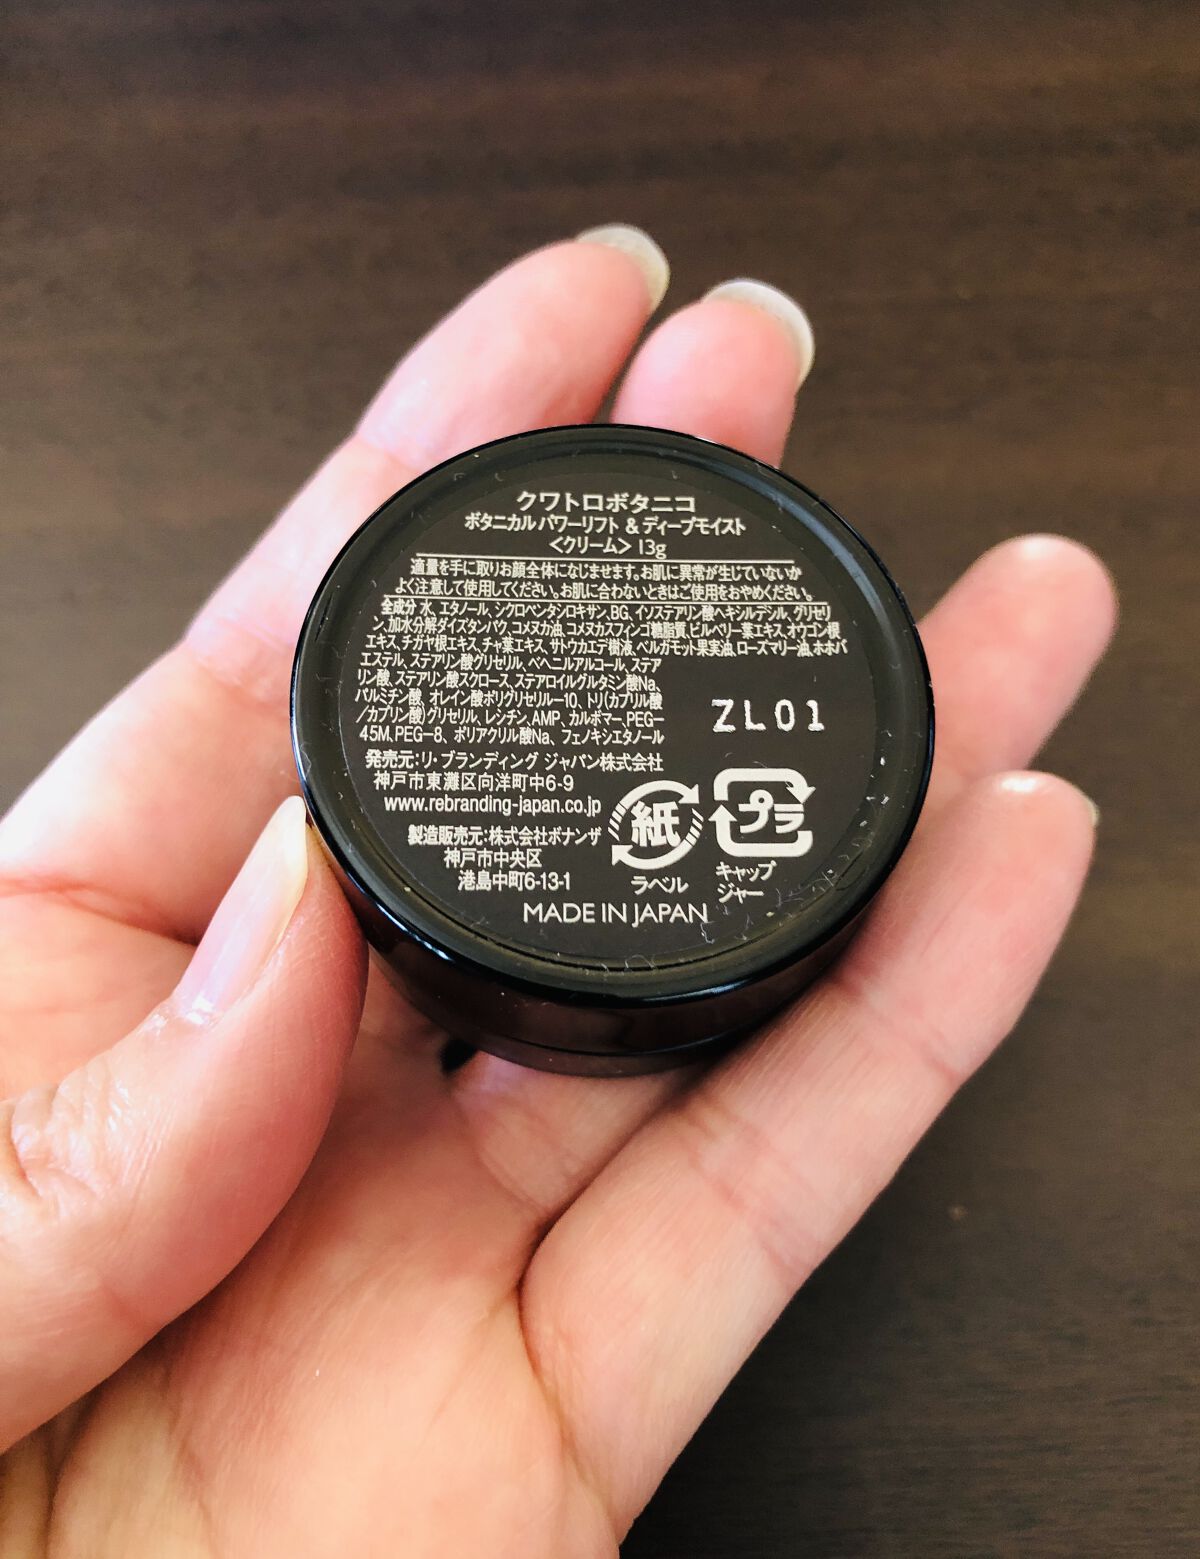 クワトロボタニコ
ボタニカル パワーリフト & ディープモイスト
<クリーム> 13g
適量を手に取りお顔全体になじませます。お肌に異常が生じていないか
よく注意して使用してください。お肌に合わないときはご使用をおやめください。
全成分 水、エタノール、シクロペンタシロキサン、BG、イソステアリン酸ヘキシルデシル、グリセリ
ン、加水分解ダイズタンパク、コメヌカ油、コメヌカスフィンゴ糖脂質、ビルベリー葉エキス、オウゴン根
エキス、チガヤ根エキス、チャ葉エキス、サトウカエデ樹液、ベルガモット果実油、ローズマリー油、ホホバ
エステル、ステアリン酸グリセリル、ベヘニルアルコール、ステア
リン酸、ステアリン酸スクロース、ステアロイルグルタミン酸Na、
パルミチン酸、オレイン酸ポリグリセリル-10、トリ(カプリル酸
/カプリン酸)グリセリル、レシチン、AMP、カルボマー、PEG-
45M、PEG-8、ポリアクリル酸Na、フェノキシエタノール
ZL01
発売元:リ・ブランディング ジャパン株式会社
神戸市東灘区向洋町中6-9
www.rebranding-japan.co.jp
製造販売元:株式会社ボナンザ
神戸市中央区
港島中町6-13-1
紙
ラベル
プラ
キャップ
ジャー
MADE IN JAPAN